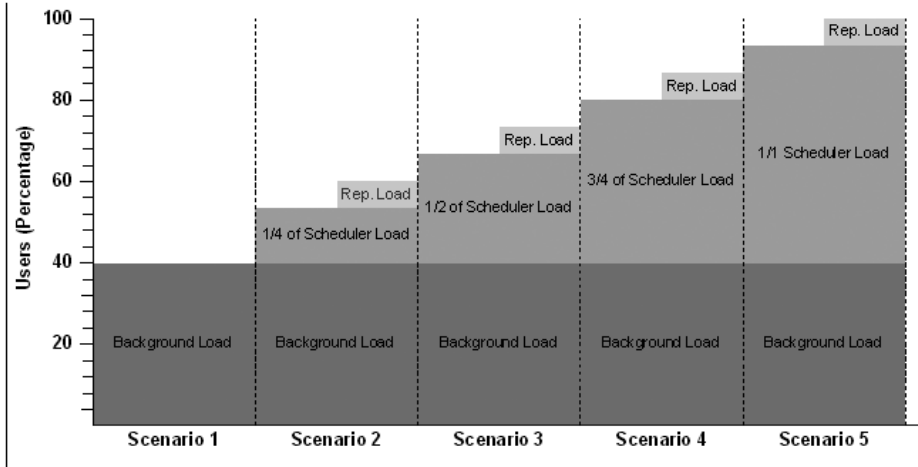 100
Rep. Load
Rep. Load
80
Rep. Load
1/1 Scheduler Load
Users (Percentage)
60
Rep. Load
3/4 of Scheduler Load
1/2 of Scheduler Load
1/4 of Scheduler Load
40
20
Background Load
Background Load
Background Load
Background Load
Background Load
Scenario 1
Scenario 2
Scenario 3
Scenario 4
Scenario 5